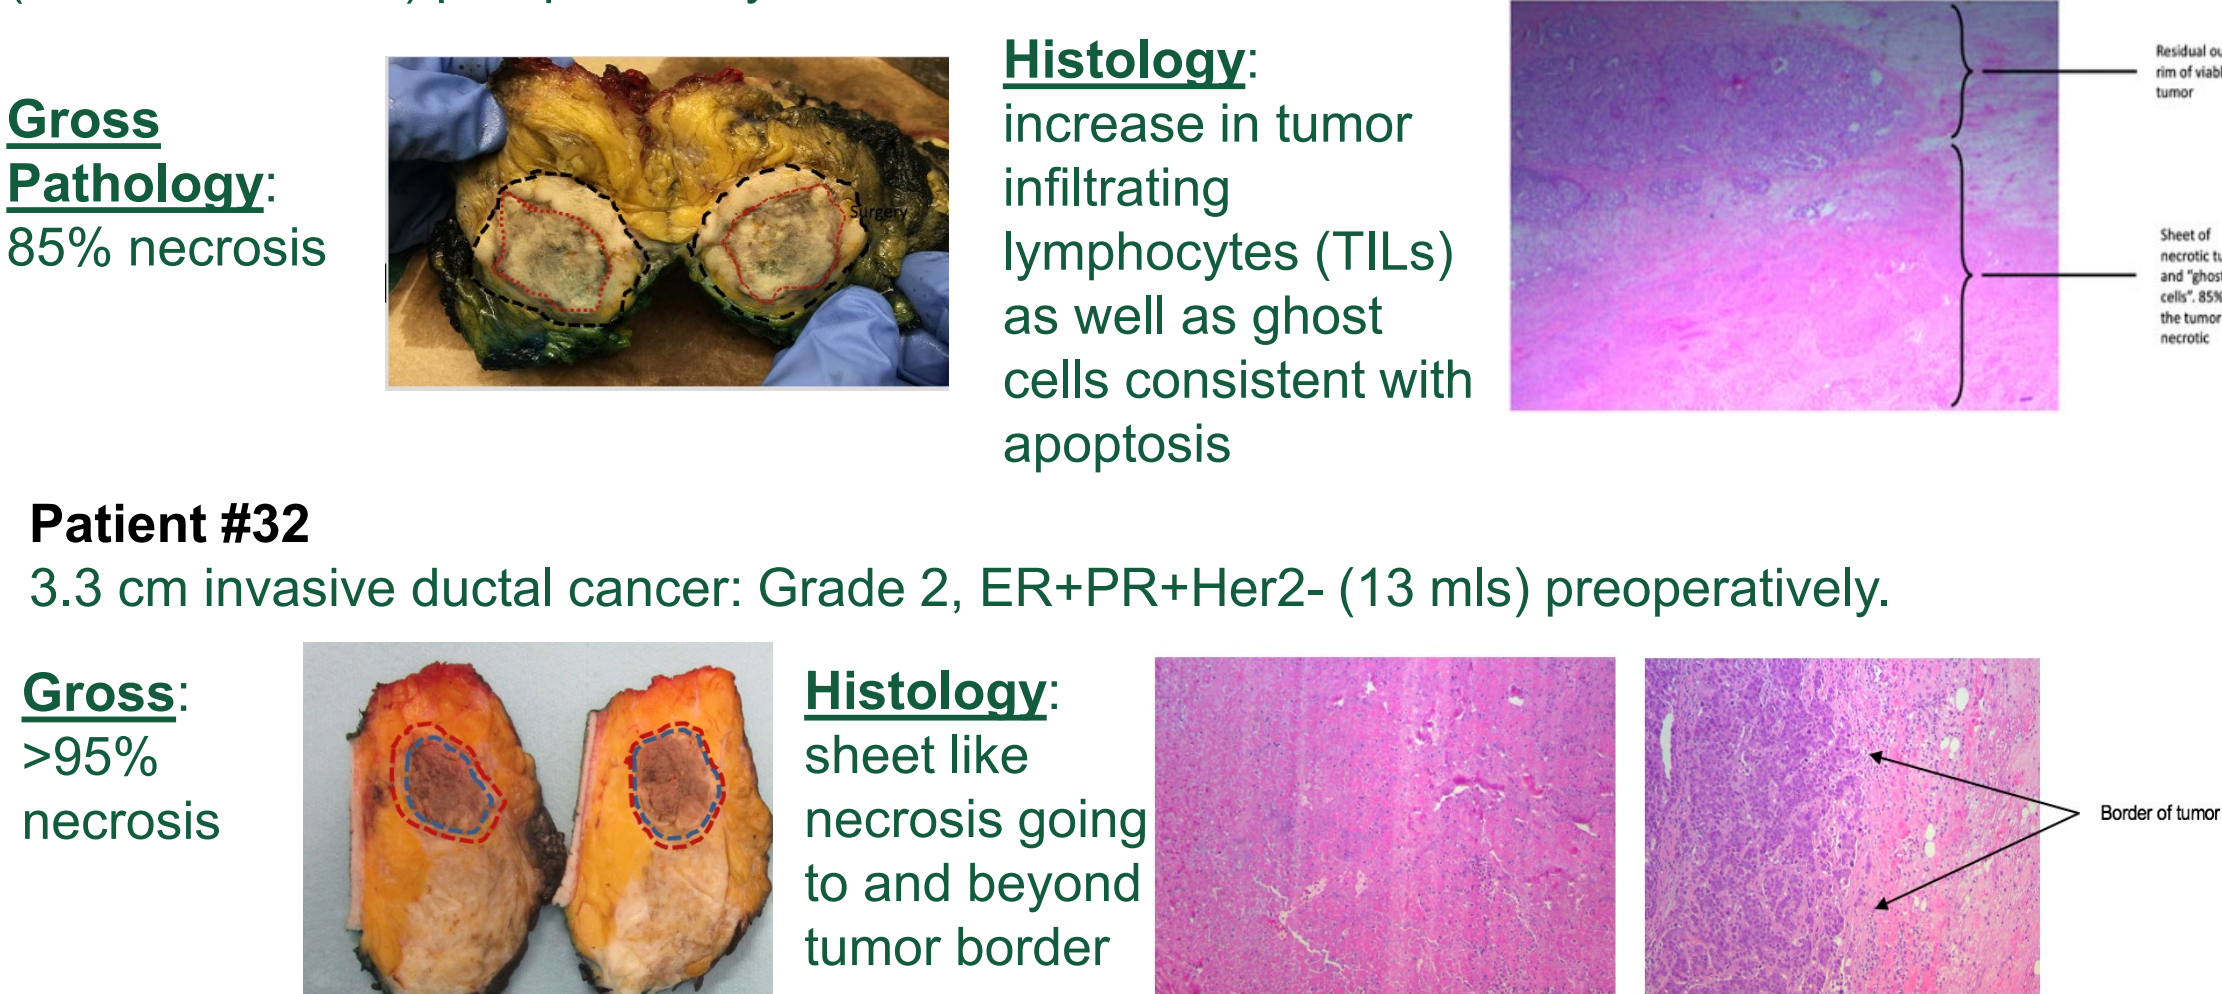 Gross
Pathology:
85% necrosis
Surgery
Histology:
increase in tumor
infiltrating
lymphocytes (TILs)
as well as ghost
cells consistent with
apoptosis
Residual
rim of
tumor
Sheet of
necrotic
and "ghost
cells". 85%
the tumor
necrotic
Patient #32
3.3 cm invasive ductal cancer: Grade 2, ER+PR+Her2- (13 mls) preoperatively.
Gross:
>95%
necrosis
Histology:
sheet like
necrosis going
to and beyond
tumor border
Border of tumor